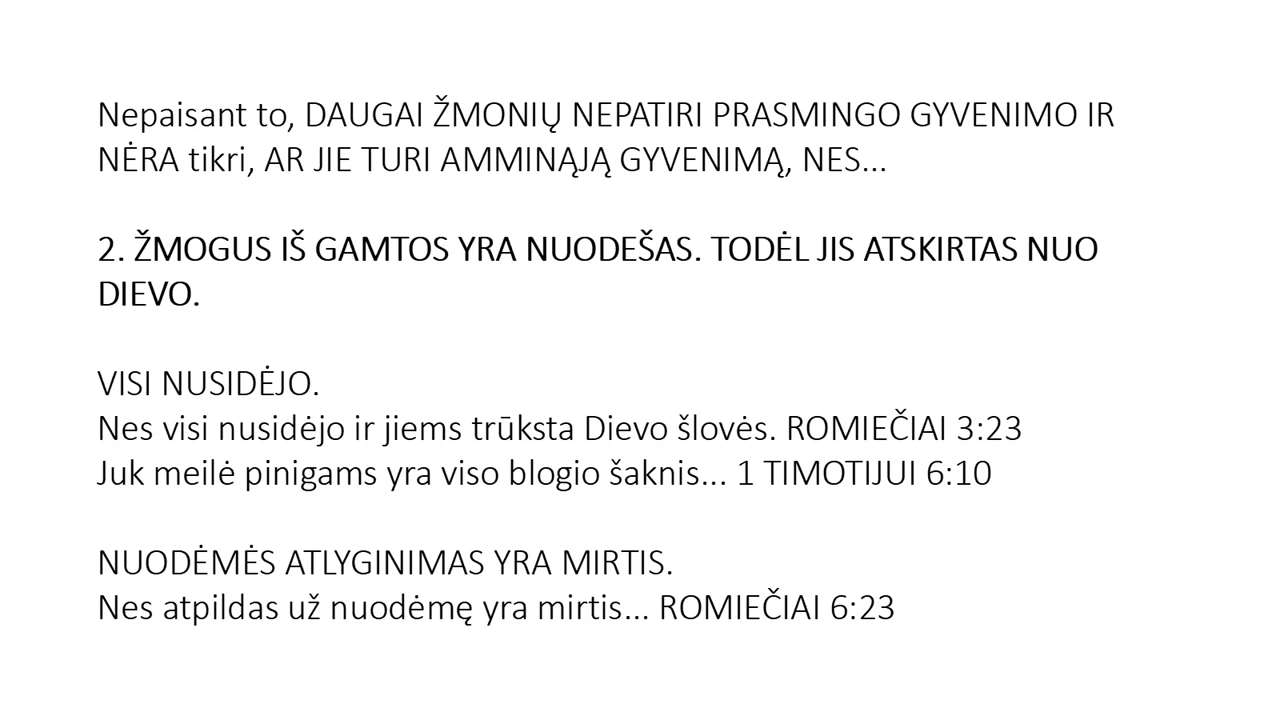 Nepaisant to, DAUGAI ŽMONIŲ NEPATIRI PRASMINGO GYVENIMO IR
NĖRA tikri, AR JIE TURI AMMINĄJĄ GYVENIMĄ, NES...
2. ŽMOGUS IŠ GAMTOS YRA NUODEŠAS. TODĖL JIS ATSKIRTAS NUO
DIEVO.
VISI NUSIDĖJO.
Nes visi nusidėjo ir jiems trūksta Dievo šlovės. ROMIEČIAI 3:23
Juk meilė pinigams yra viso blogio šaknis... 1 TIMOTIJUI 6:10
NUODĖMĖS ATLYGINIMAS YRA MIRTIS.
Nes atpildas už nuodėmę yra mirtis... ROMIEČIAI 6:23